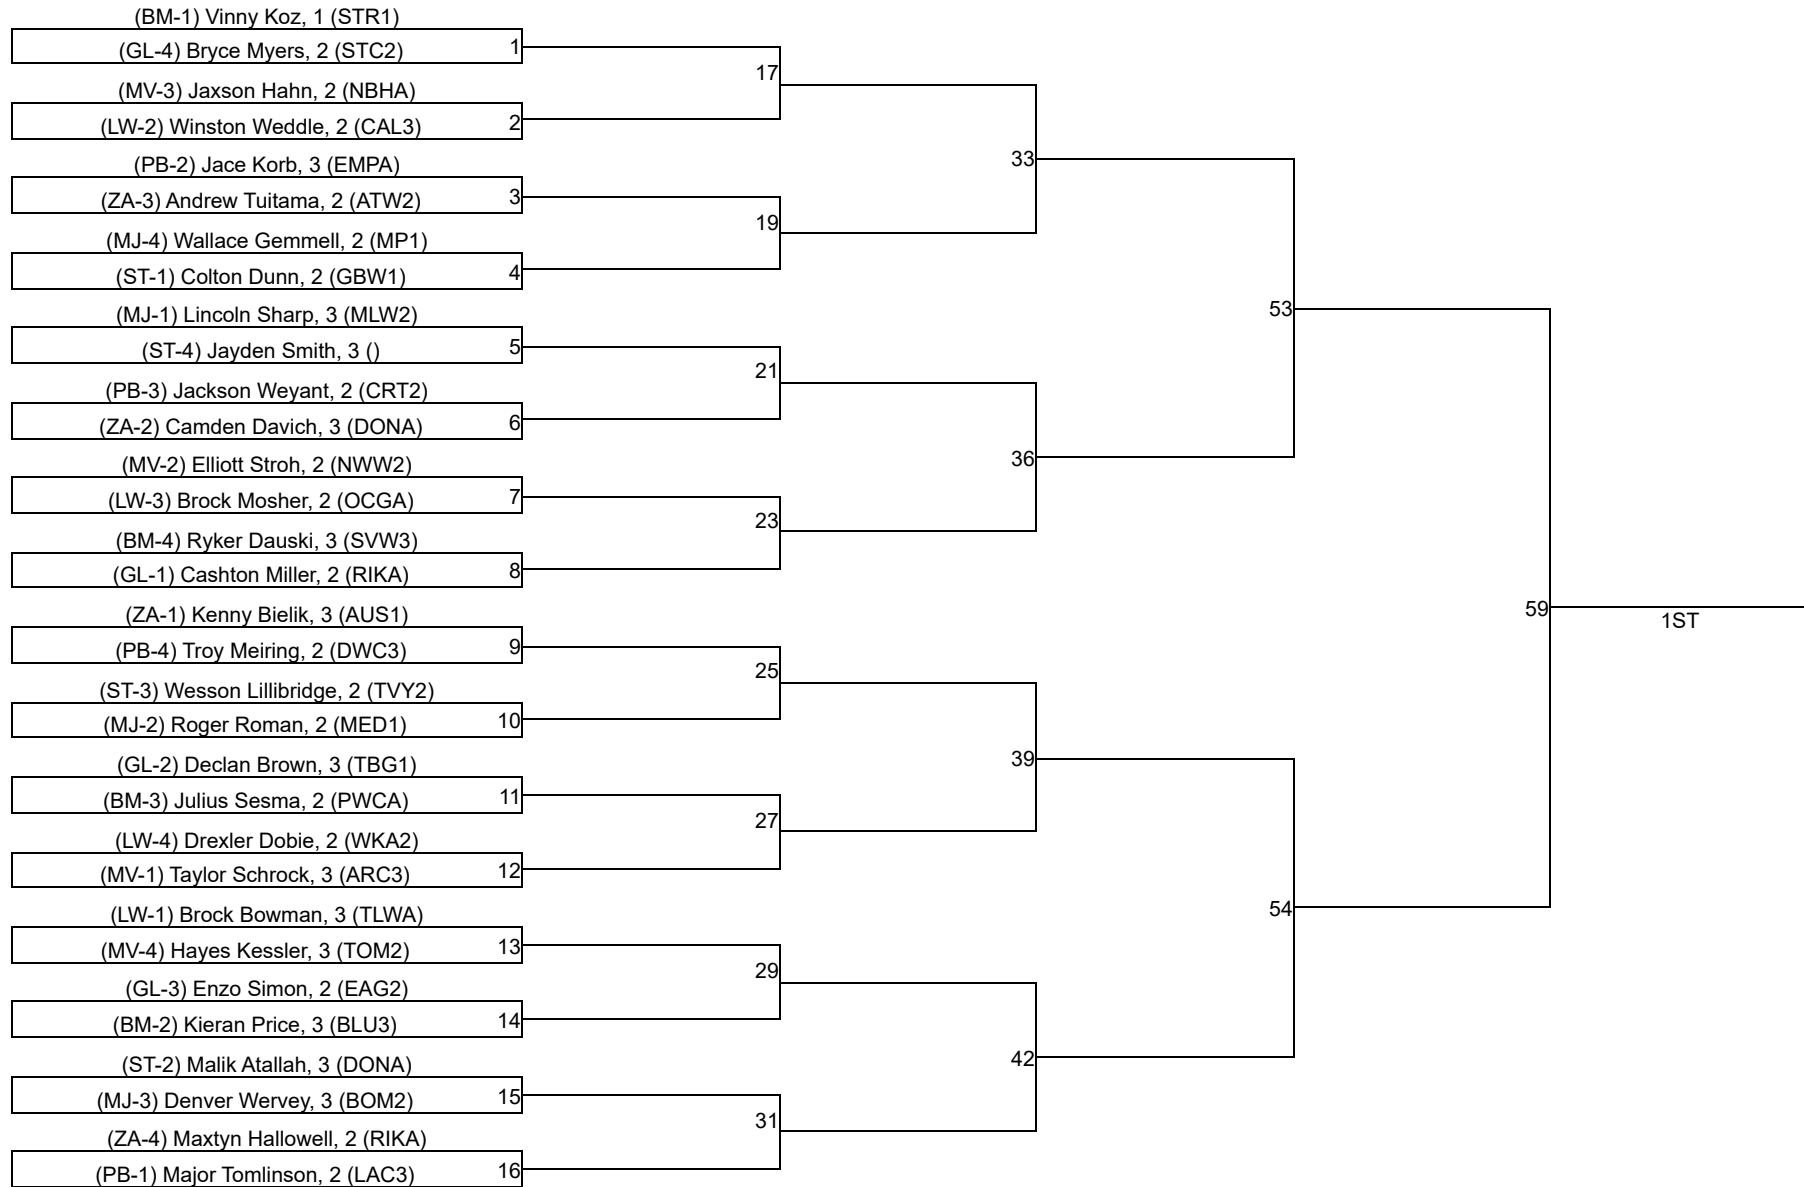 (BM-1) Vinny Koz, 1 (STR1)
(GL-4) Bryce Myers, 2 (STC2)
1
17
(MV-3) Jaxson Hahn, 2 (NBHA)
(LW-2) Winston Weddle, 2 (CAL3)
2
33
(PB-2) Jace Korb, 3 (EMPA)
(ZA-3) Andrew Tuitama, 2 (ATW2)
3
19
(MJ-4) Wallace Gemmell, 2 (MP1)
(ST-1) Colton Dunn, 2 (GBW1)
4
53
(MJ-1) Lincoln Sharp, 3 (MLW2)
(ST-4) Jayden Smith, 3 ()
5
21
(PB-3) Jackson Weyant, 2 (CRT2)
(ZA-2) Camden Davich, 3 (DONA)
6
36
(MV-2) Elliott Stroh, 2 (NWW2)
(LW-3) Brock Mosher, 2 (OCGA)
7
23
(BM-4) Ryker Dauski, 3 (SVW3)
(GL-1) Cashton Miller, 2 (RIKA)
8
59
1ST
(ZA-1) Kenny Bielik, 3 (AUS1)
(PB-4) Troy Meiring, 2 (DWC3)
9
25
(ST-3) Wesson Lillibridge, 2 (TVY2)
(MJ-2) Roger Roman, 2 (MED1)
10
39
(GL-2) Declan Brown, 3 (TBG1)
(BM-3) Julius Sesma, 2 (PWCA)
11
27
(LW-4) Drexler Dobie, 2 (WKA2)
(MV-1) Taylor Schrock, 3 (ARC3)
12
54
(LW-1) Brock Bowman, 3 (TLWA)
(MV-4) Hayes Kessler, 3 (TOM2)
13
29
(GL-3) Enzo Simon, 2 (EAG2)
(BM-2) Kieran Price, 3 (BLU3)
14
42
(ST-2) Malik Atallah, 3 (DONA)
(MJ-3) Denver Wervey, 3 (BOM2)
15
31
(ZA-4) Maxtyn Hallowell, 2 (RIKA)
(PB-1) Major Tomlinson, 2 (LAC3)
16